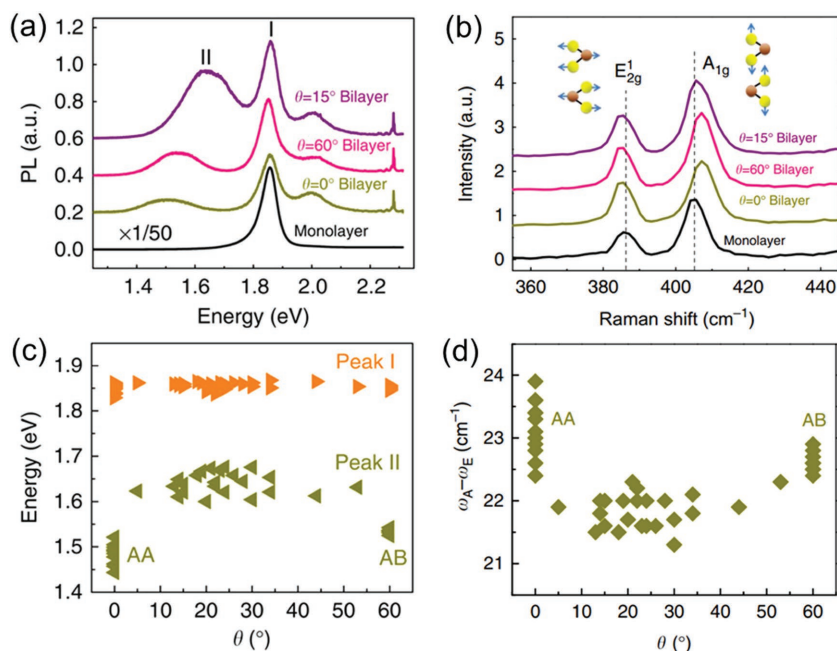 (a)
1.2
1.0
0.8
0.6
0.4
0.2
0.0
PL (a.u.)
II
I
θ=15° Bilayer
θ=60° Bilayer
θ=0° Bilayer
×1/50
Monolayer
1.4
1.6
1.8
2.0
2.2
Energy (eV)
(b)
5
4
3
2
1
0
Intensity (a.u.)
E¹₂g
A₁g
θ=15° Bilayer
θ=60° Bilayer
θ=0° Bilayer
Monolayer
360
380
400
420
440
Raman shift (cm⁻¹)
(c)
1.9
1.8
1.7
1.6
1.5
1.4
Energy (eV)
Peak I
Peak II
AA
AB
0
10
20
30
40
50
60
θ (°)
(d)
24
23
22
21
ωA–ωE (cm⁻¹)
AA
AB
0
10
20
30
40
50
60
θ (°)